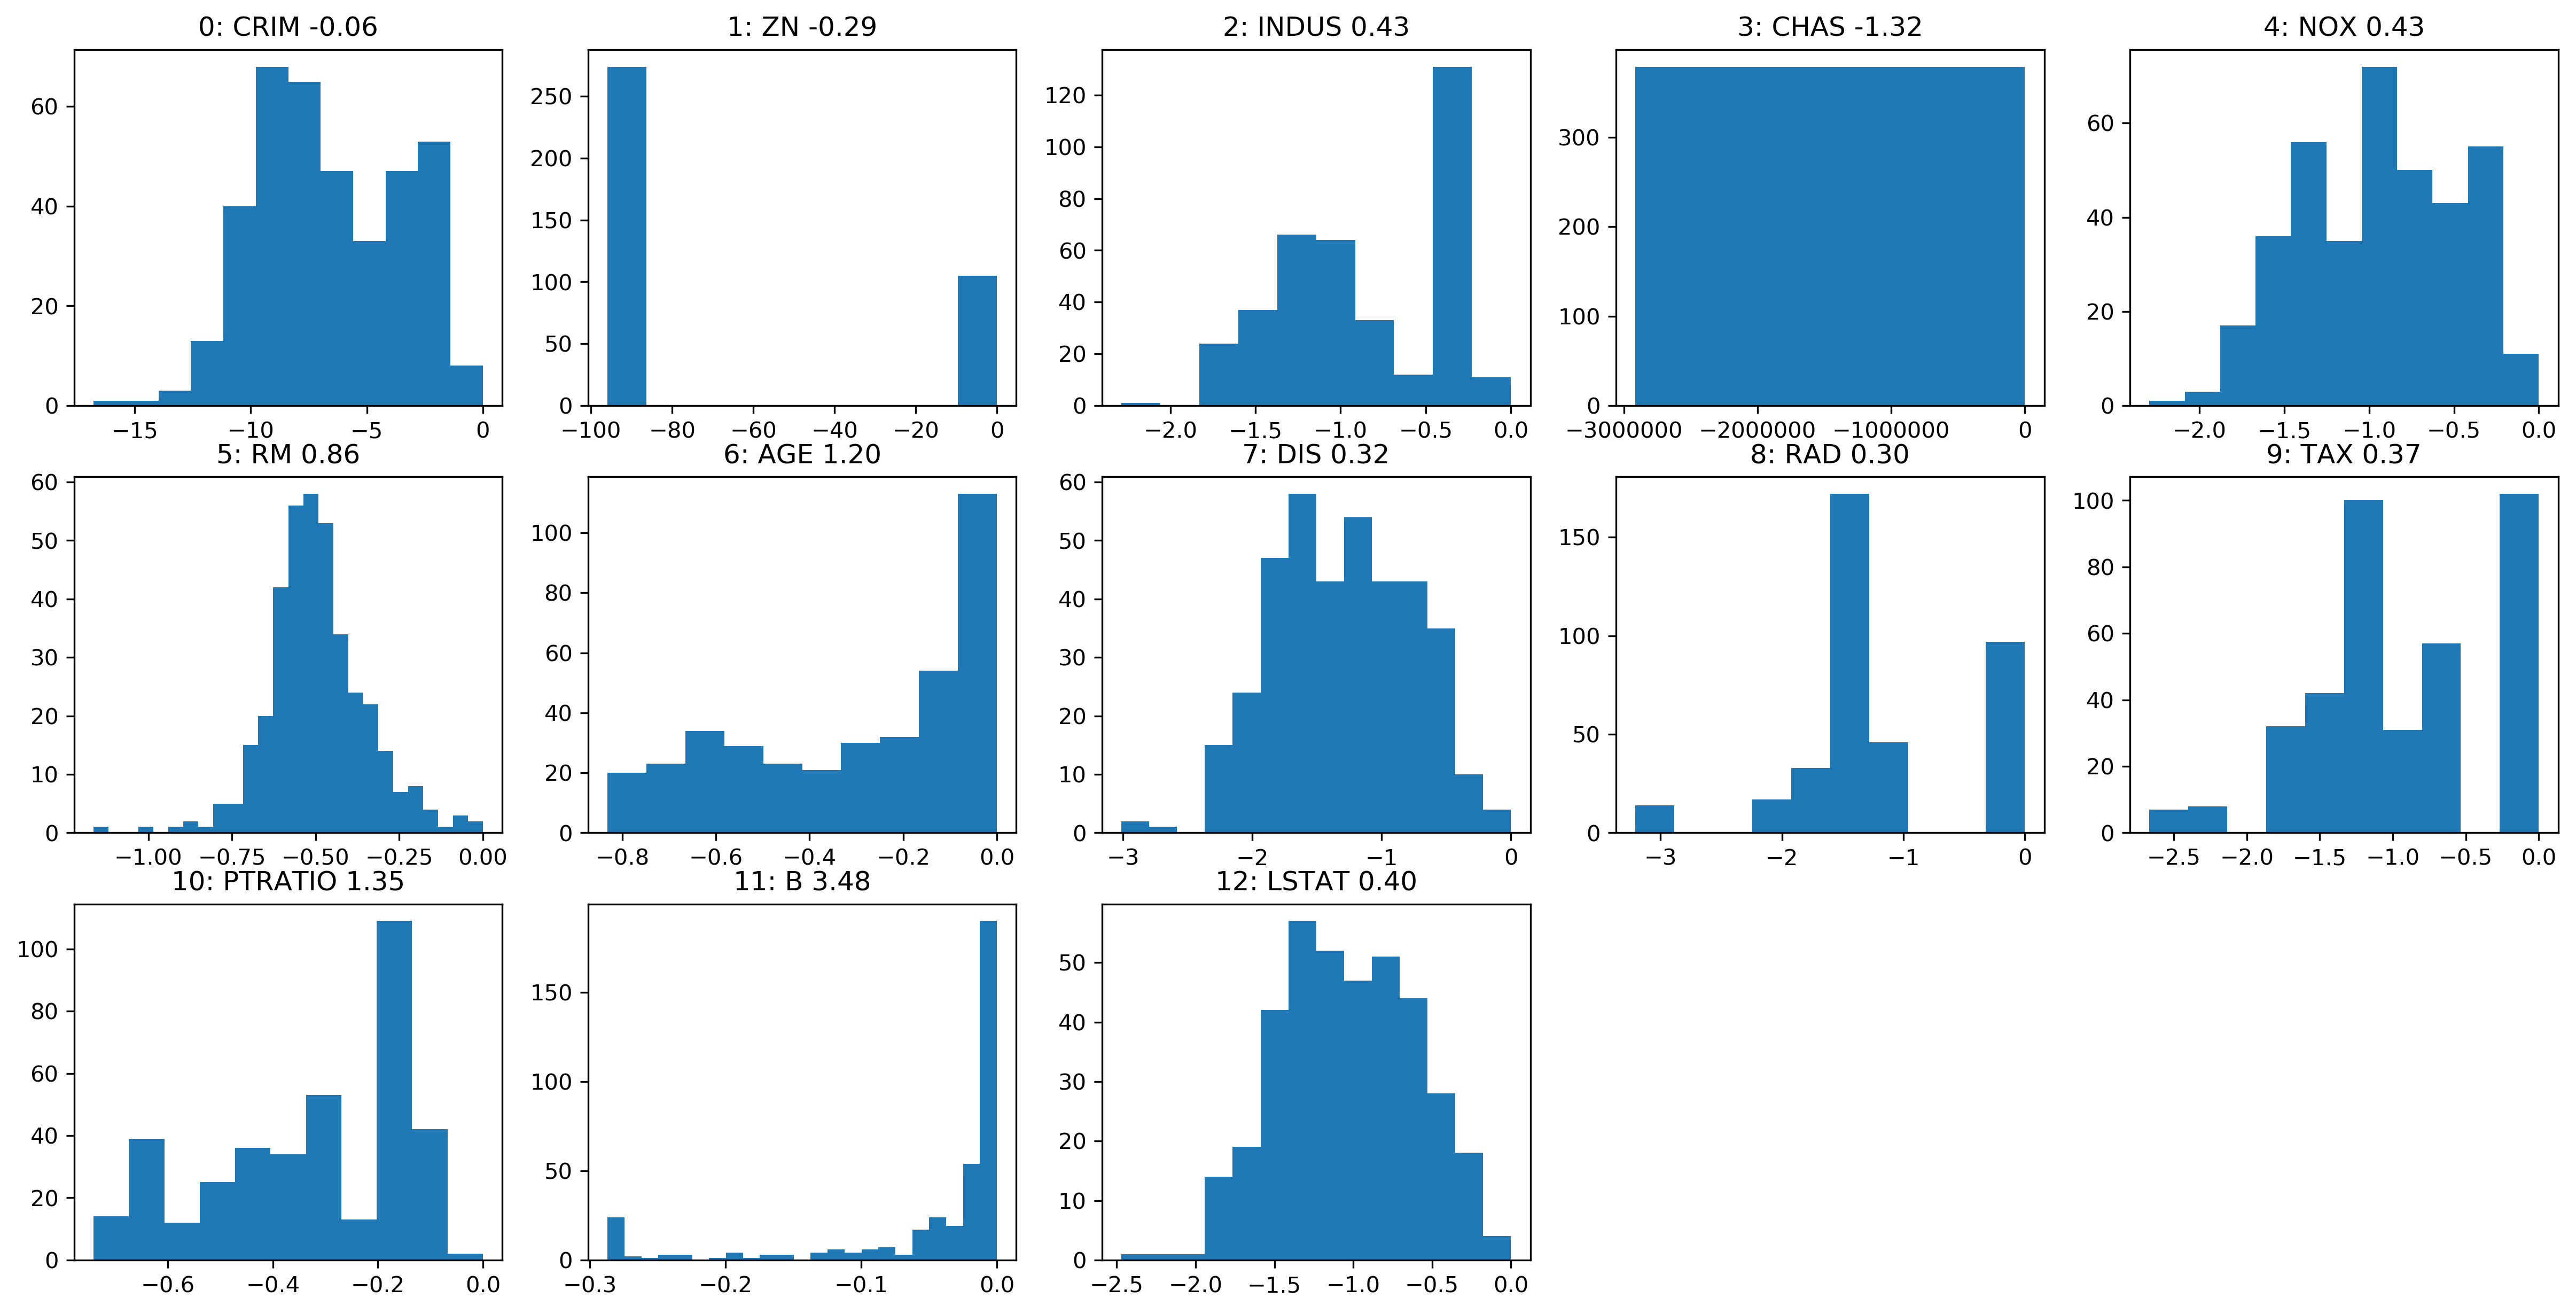 0: CRIM -0.06
60
40
20
0
−15 −10 −5 0
1: ZN -0.29
250
200
150
100
50
0
−100 −80 −60 −40 −20 0
2: INDUS 0.43
120
100
80
60
40
20
0
−2.0 −1.5 −1.0 −0.5 0.0
3: CHAS -1.32
300
200
100
0
−3000000 −2000000 −1000000 0
4: NOX 0.43
60
40
20
0
−2.0 −1.5 −1.0 −0.5 0.0
5: RM 0.86
60
50
40
30
20
10
0
−1.00 −0.75 −0.50 −0.25 0.00
6: AGE 1.20
100
80
60
40
20
0
−0.8 −0.6 −0.4 −0.2 0.0
7: DIS 0.32
60
50
40
30
20
10
0
−3 −2 −1 0
8: RAD 0.30
150
100
50
0
−3 −2 −1 0
9: TAX 0.37
100
80
60
40
20
0
−2.5 −2.0 −1.5 −1.0 −0.5 0.0
10: PTRATIO 1.35
100
80
60
40
20
0
−0.6 −0.4 −0.2 0.0
11: B 3.48
150
100
50
0
−0.3 −0.2 −0.1 0.0
12: LSTAT 0.40
50
40
30
20
10
0
−2.5 −2.0 −1.5 −1.0 −0.5 0.0